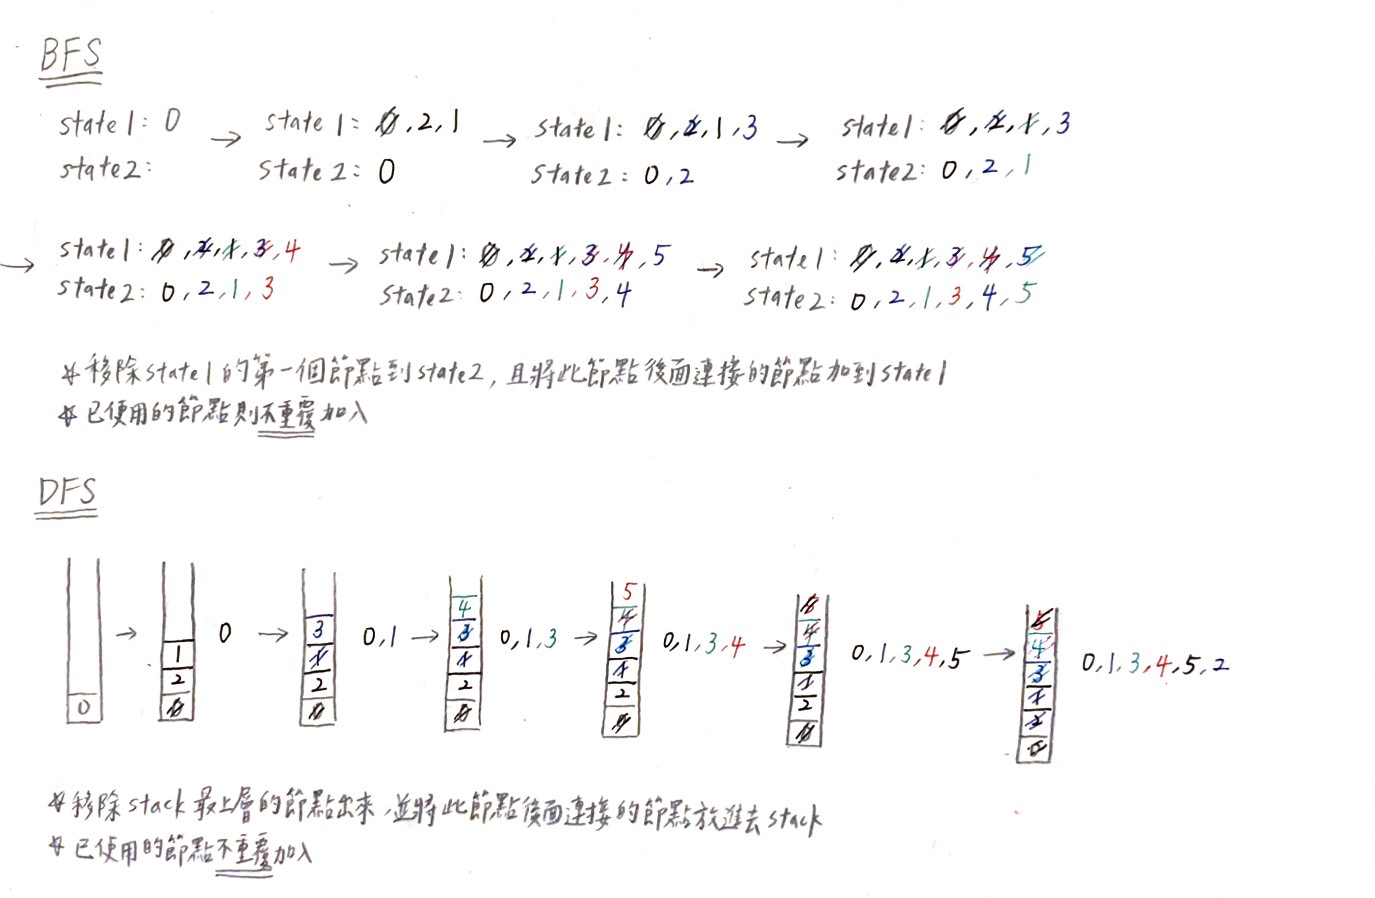 BFS
state1: 0 → state1: 0,2,1 → state1: 0,2,1,3 → state1: 0,2,1,3
state2: state2: 0 state2: 0,2 state2: 0,2,1
→ state1: 0,2,1,3,4 → state1: 0,2,1,3,4,5 → state1: 0,2,1,3,4,5
state2: 0,2,1,3 state2: 0,2,1,3,4 state2: 0,2,1,3,4,5
* 移除state1的第一個節點到state2, 且將此節點後面連接的節點加到state1
* 已使用的節點則不重覆加入
DFS
5
4 4 5 5
3 4 3 4 4 4
1 0 3 0,1 3 0,1,3 3 0,1,3,4 3 0,1,3,4,5 3 0,1,3,4,5,2
→ → 1 → 1 → 1 → 1 → 1
2 2 2 2 2 2
0 0 0 0 0 0 0
* 移除stack最上層的節點出來,並將此節點後面連接的節點放進去stack
* 已使用的節點不重覆加入